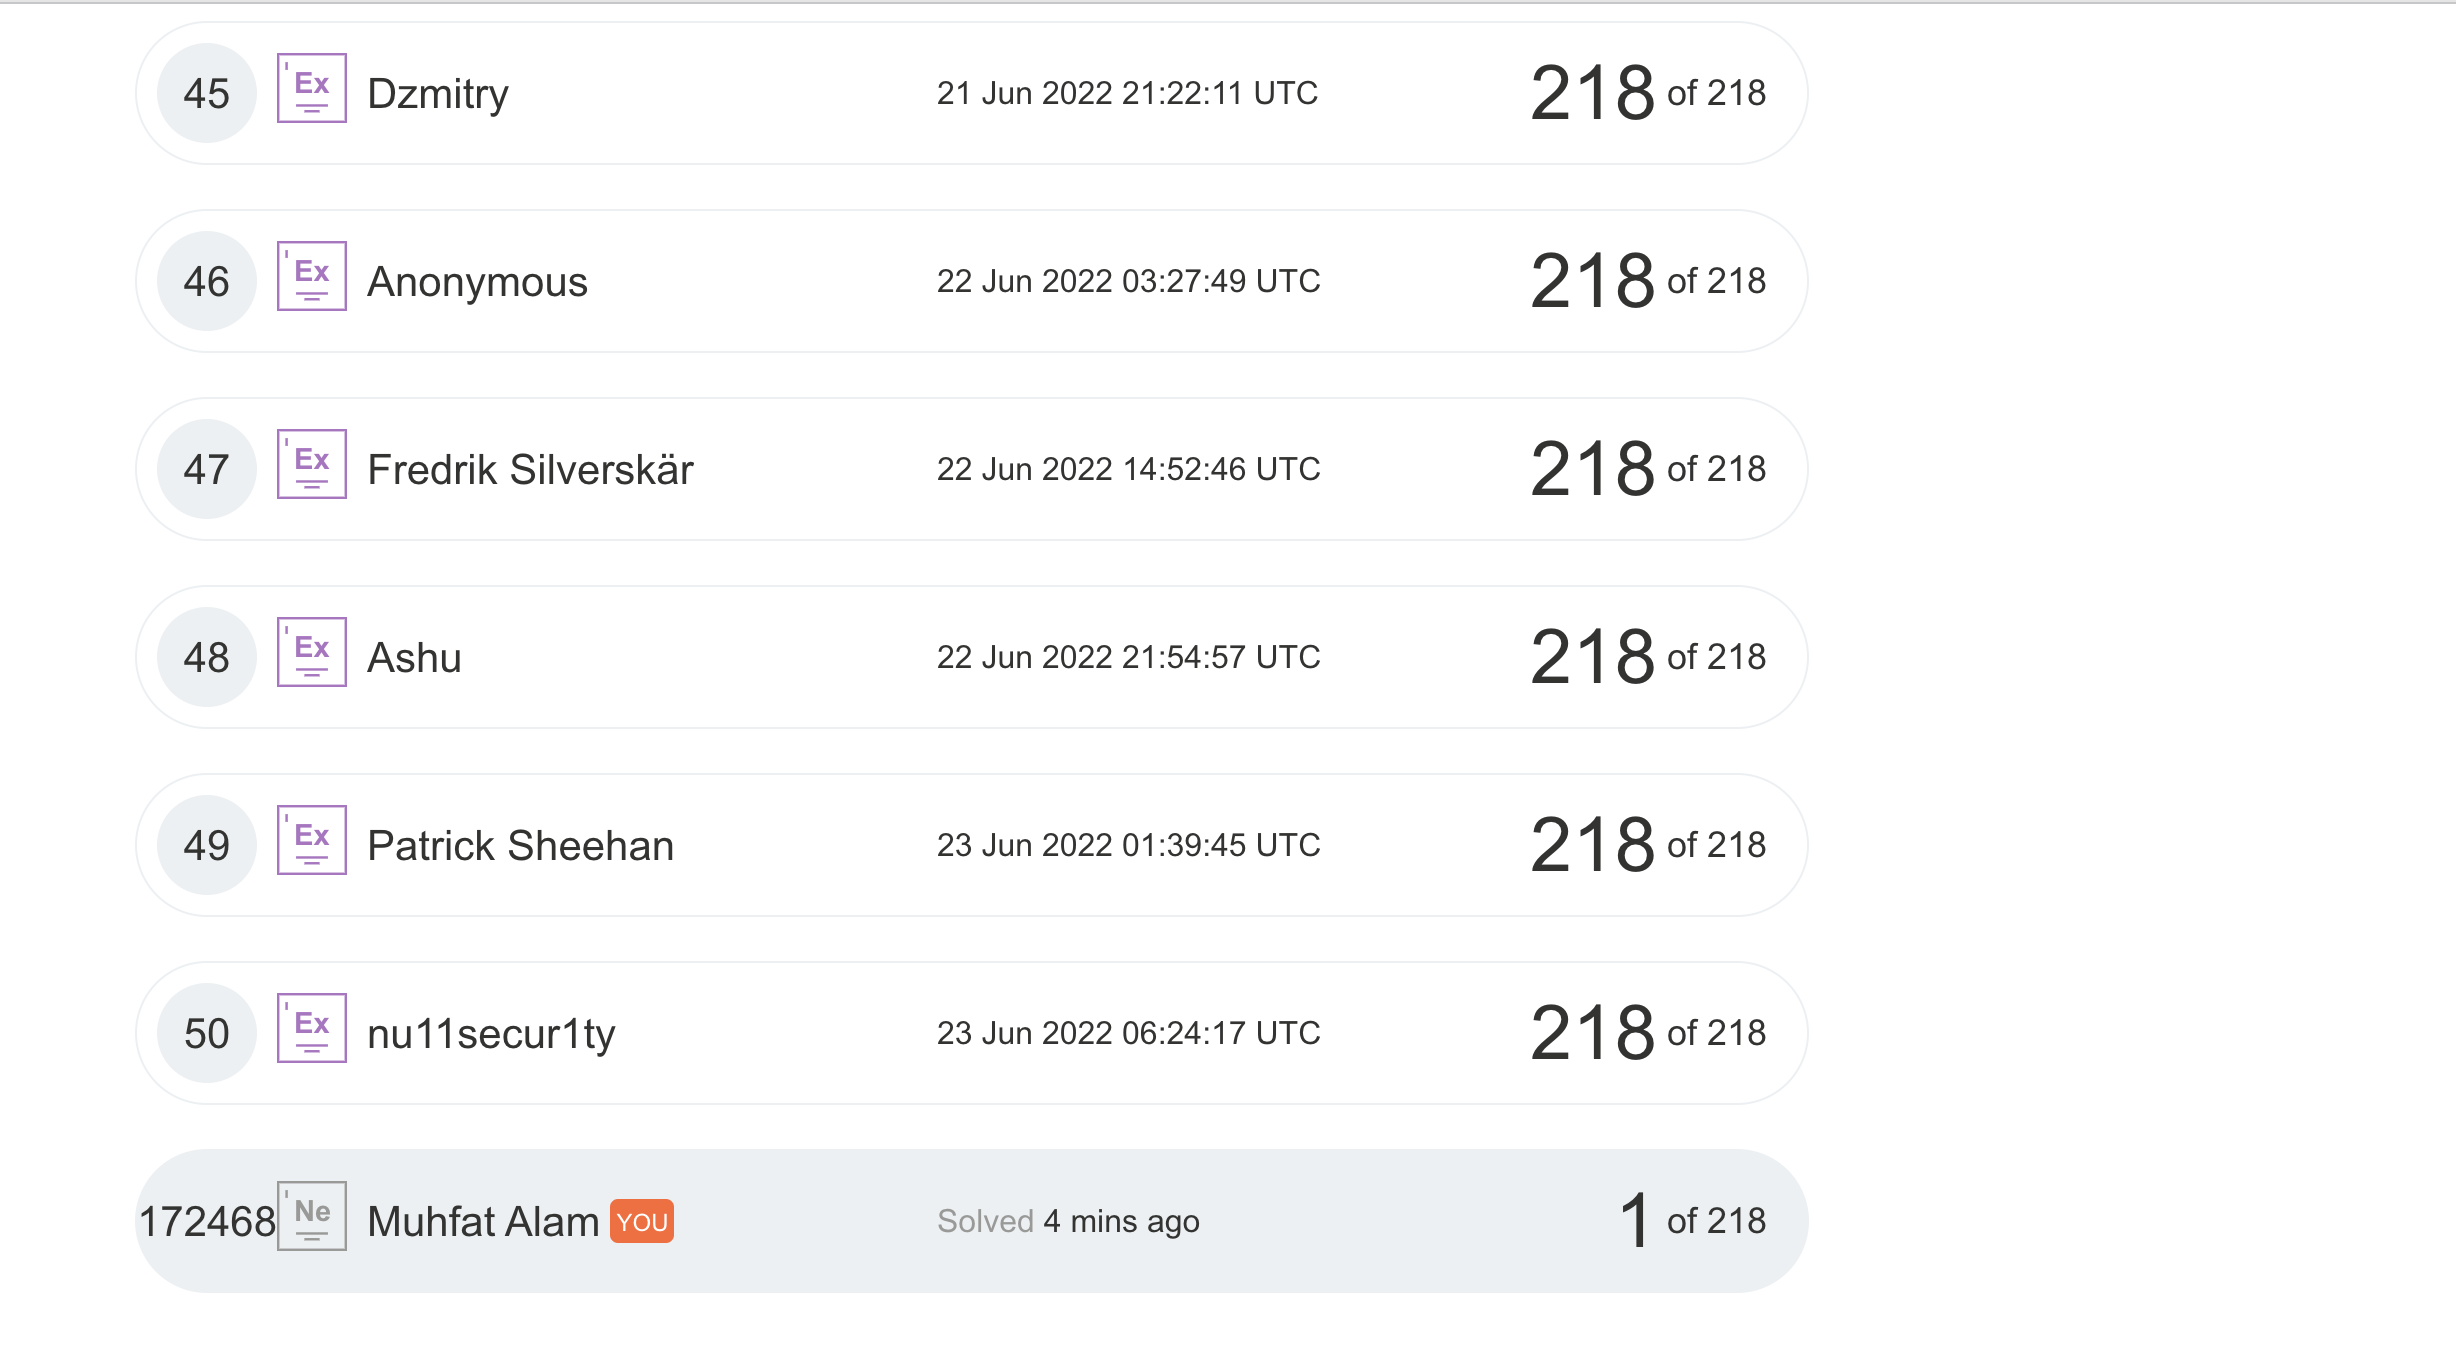 45 Ex Dzmitry 21 Jun 2022 21:22:11 UTC 218 of 218
46 Ex Anonymous 22 Jun 2022 03:27:49 UTC 218 of 218
47 Ex Fredrik Silverskär 22 Jun 2022 14:52:46 UTC 218 of 218
48 Ex Ashu 22 Jun 2022 21:54:57 UTC 218 of 218
49 Ex Patrick Sheehan 23 Jun 2022 01:39:45 UTC 218 of 218
50 Ex nu11secur1ty 23 Jun 2022 06:24:17 UTC 218 of 218
172468 Ne Muhfat Alam YOU Solved 4 mins ago 1 of 218